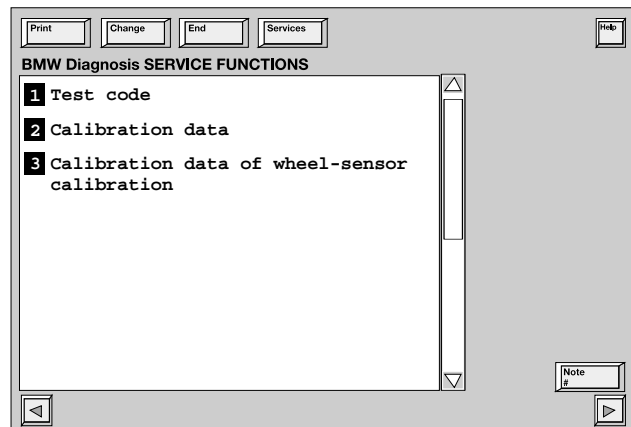 Print Change End Services Help
BMW Diagnosis SERVICE FUNCTIONS
1 Test code
2 Calibration data
3 Calibration data of wheel-sensor
calibration
Note
#